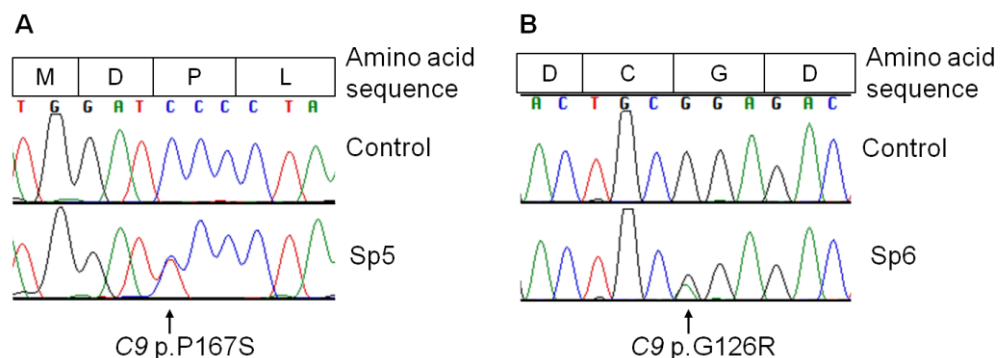 A
M D P L
Amino acid
sequence
T G G A T C C C C T A
Control
Sp5
C9 p.P167S
B
D C G D
Amino acid
sequence
A C T G C G G A G A C
Control
Sp6
C9 p.G126R